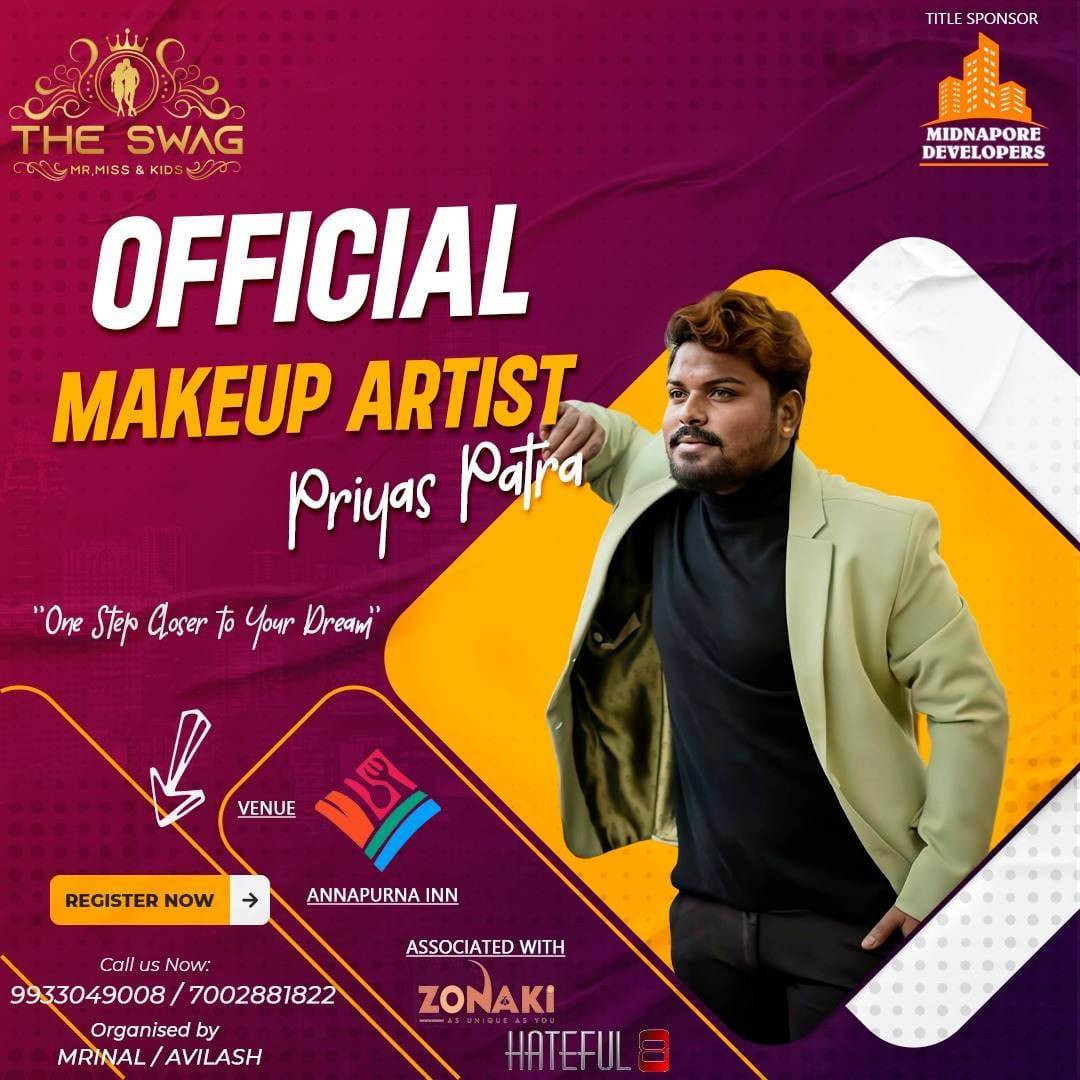 TITLE SPONSOR
THE SWAG
MR,MISS & KIDS
MIDNAPORE
DEVELOPERS
OFFICIAL
MAKEUP ARTIST
Priyas Patra
"One Step Closer to Your Dream"
VENUE
ANNAPURNA INN
REGISTER NOW
Call us Now:
9933049008 / 7002881822
Organised by
MRINAL / AVILASH
ASSOCIATED WITH
ZONAKI
AS UNIQUE AS YOU
HATEFUL 8